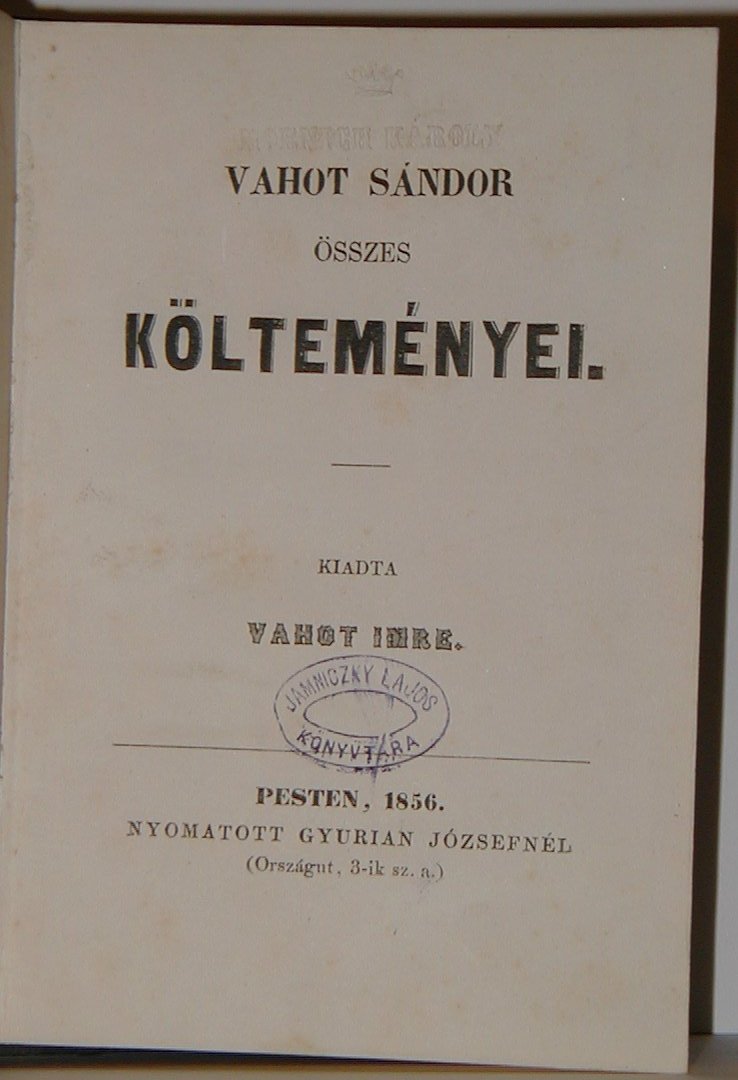 VAHOT SÁNDOR
ÖSSZES
KÖLTEMÉNYEI.
KIADTA
VAHOT IMRE.
JAMNICZKY LAJOS
KÖNYVTÁRA
PESTEN, 1856.
NYOMATOTT GYURIAN JÓZSEFNÉL
(Országut, 3-ik sz. a.)